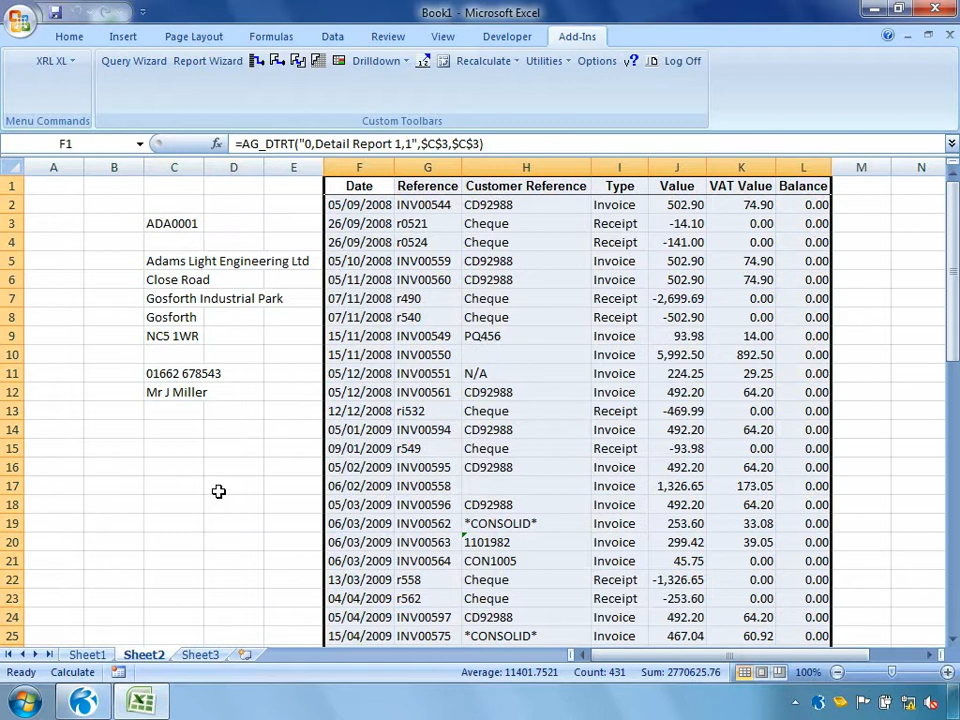 Book1 - Microsoft Excel
Home Insert Page Layout Formulas Data Review View Developer Add-Ins
XRL XL Query Wizard Report Wizard Drilldown Recalculate Utilities Options Log Off
Menu Commands Custom Toolbars
F1 fx =AG_DTRT("0,Detail Report 1,1",$C$3,$C$3)
A B C D E F G H I J K L M N
1 Date Reference Customer Reference Type Value VAT Value Balance
2 05/09/2008 INV00544 CD92988 Invoice 502.90 74.90 0.00
3 ADA0001 26/09/2008 r0521 Cheque Receipt -14.10 0.00 0.00
4 26/09/2008 r0524 Cheque Receipt -141.00 0.00 0.00
5 Adams Light Engineering Ltd 05/10/2008 INV00559 CD92988 Invoice 502.90 74.90 0.00
6 Close Road 05/11/2008 INV00560 CD92988 Invoice 502.90 74.90 0.00
7 Gosforth Industrial Park 07/11/2008 r490 Cheque Receipt -2,699.69 0.00 0.00
8 Gosforth 07/11/2008 r540 Cheque Receipt -502.90 0.00 0.00
9 NC5 1WR 15/11/2008 INV00549 PQ456 Invoice 93.98 14.00 0.00
10 15/11/2008 INV00550 Invoice 5,992.50 892.50 0.00
11 01662 678543 05/12/2008 INV00551 N/A Invoice 224.25 29.25 0.00
12 Mr J Miller 05/12/2008 INV00561 CD92988 Invoice 492.20 64.20 0.00
13 12/12/2008 ri532 Cheque Receipt -469.99 0.00 0.00
14 05/01/2009 INV00594 CD92988 Invoice 492.20 64.20 0.00
15 09/01/2009 r549 Cheque Receipt -93.98 0.00 0.00
16 05/02/2009 INV00595 CD92988 Invoice 492.20 64.20 0.00
17 06/02/2009 INV00558 Invoice 1,326.65 173.05 0.00
18 05/03/2009 INV00596 CD92988 Invoice 492.20 64.20 0.00
19 06/03/2009 INV00562 *CONSOLID* Invoice 253.60 33.08 0.00
20 06/03/2009 INV00563 1101982 Invoice 299.42 39.05 0.00
21 06/03/2009 INV00564 CON1005 Invoice 45.75 0.00 0.00
22 13/03/2009 r558 Cheque Receipt -1,326.65 0.00 0.00
23 04/04/2009 r562 Cheque Receipt -253.60 0.00 0.00
24 05/04/2009 INV00597 CD92988 Invoice 492.20 64.20 0.00
25 15/04/2009 INV00575 *CONSOLID* Invoice 467.04 60.92 0.00
Sheet1 Sheet2 Sheet3
Ready Calculate Average: 11401.7521 Count: 431 Sum: 2770625.76 100%